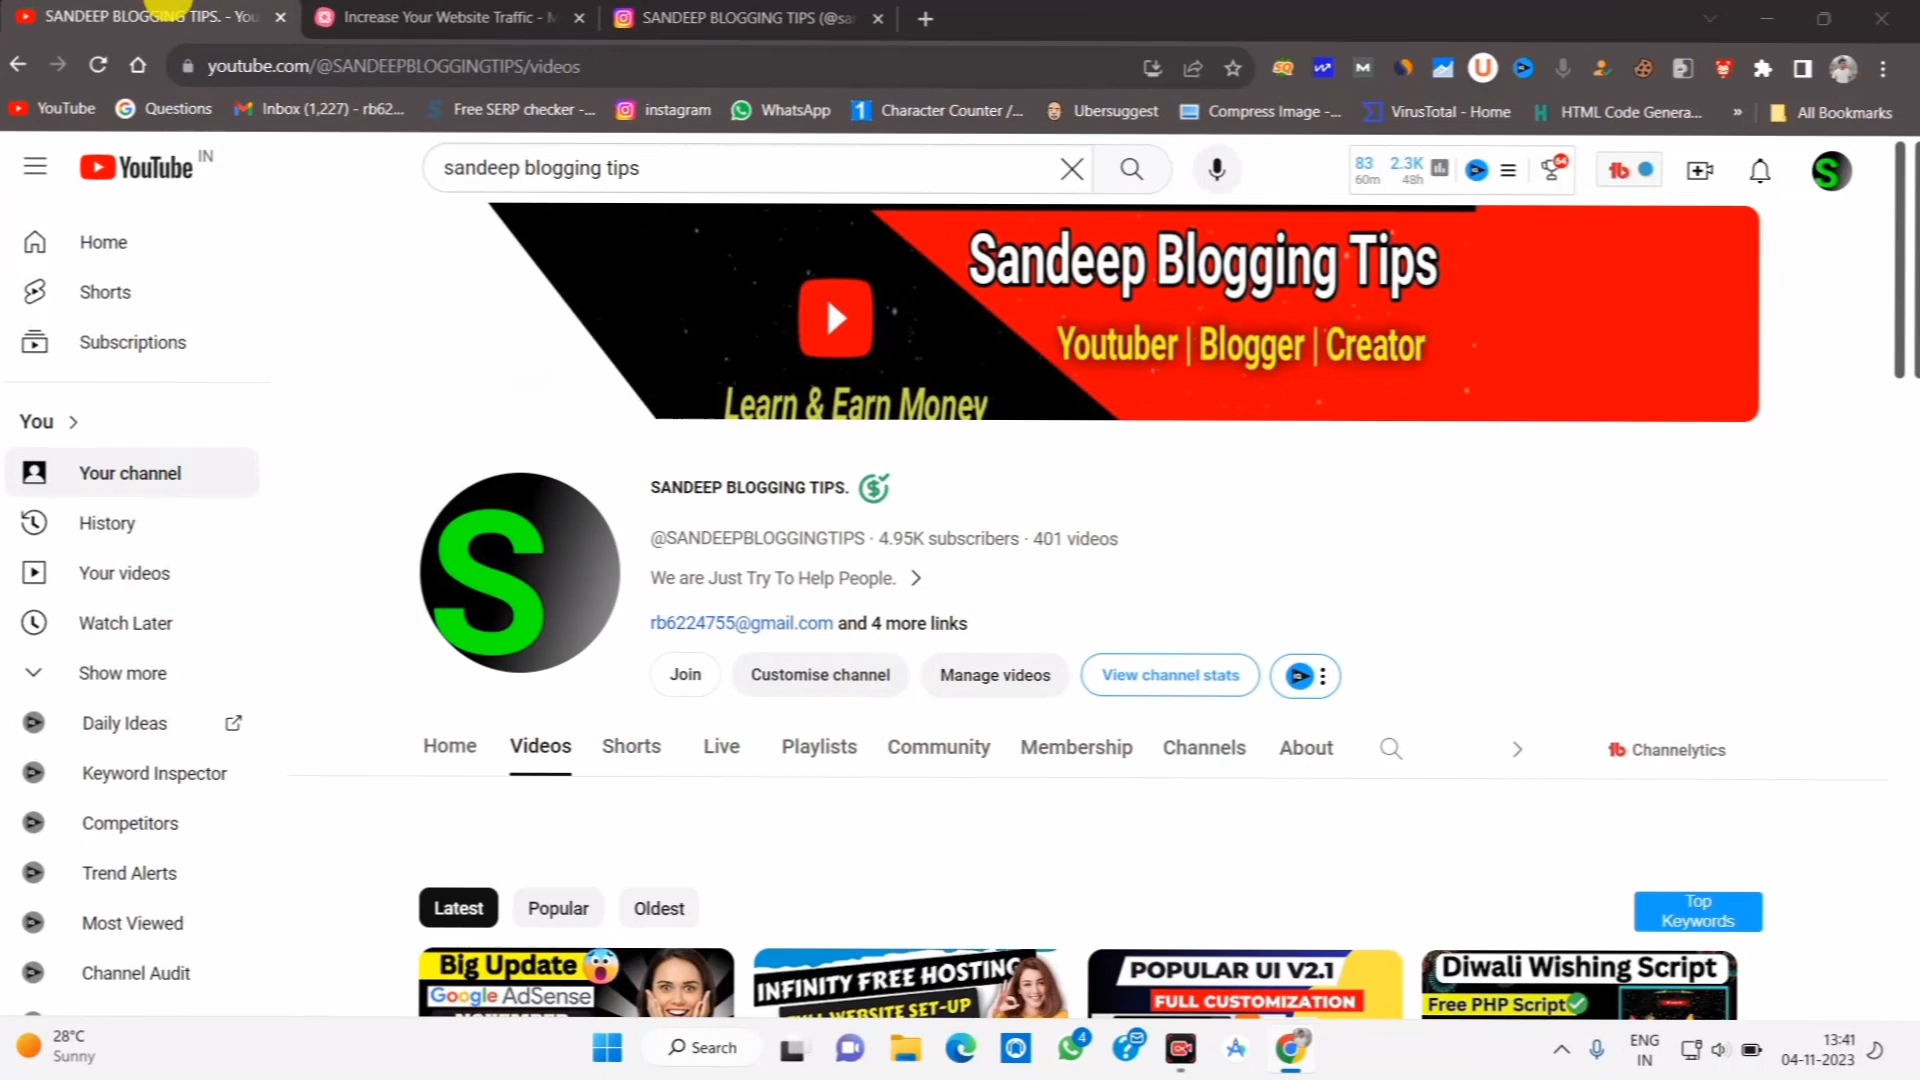 SANDEEP BLOGGING TIPS. - You
Increase Your Website Traffic - M
SANDEEP BLOGGING TIPS (@sa
youtube.com/@SANDEEPBLOGGINGTIPS/videos
YouTube
Questions
Inbox (1,227) - rb62...
Free SERP checker -...
instagram
WhatsApp
Character Counter /...
Ubersuggest
Compress Image -...
VirusTotal - Home
HTML Code Genera...
All Bookmarks
YouTube IN
sandeep blogging tips
83 2.3K
60m 48h
64
Home
Shorts
Subscriptions
You
Your channel
History
Your videos
Watch Later
Show more
Daily Ideas
Keyword Inspector
Competitors
Trend Alerts
Most Viewed
Channel Audit
Sandeep Blogging Tips
Youtuber | Blogger | Creator
Learn & Earn Money
S
SANDEEP BLOGGING TIPS.
@SANDEEPBLOGGINGTIPS · 4.95K subscribers · 401 videos
We are Just Try To Help People.
rb6224755@gmail.com and 4 more links
Join
Customise channel
Manage videos
View channel stats
Home
Videos
Shorts
Live
Playlists
Community
Membership
Channels
About
Channelytics
Latest
Popular
Oldest
Top
Keywords
Big Update
Google AdSense
INFINITY FREE HOSTING
WEBSITE SET-UP
POPULAR UI V2.1
FULL CUSTOMIZATION
Diwali Wishing Script
Free PHP Script
28°C
Sunny
Search
4
ENG
IN
13:41
04-11-2023